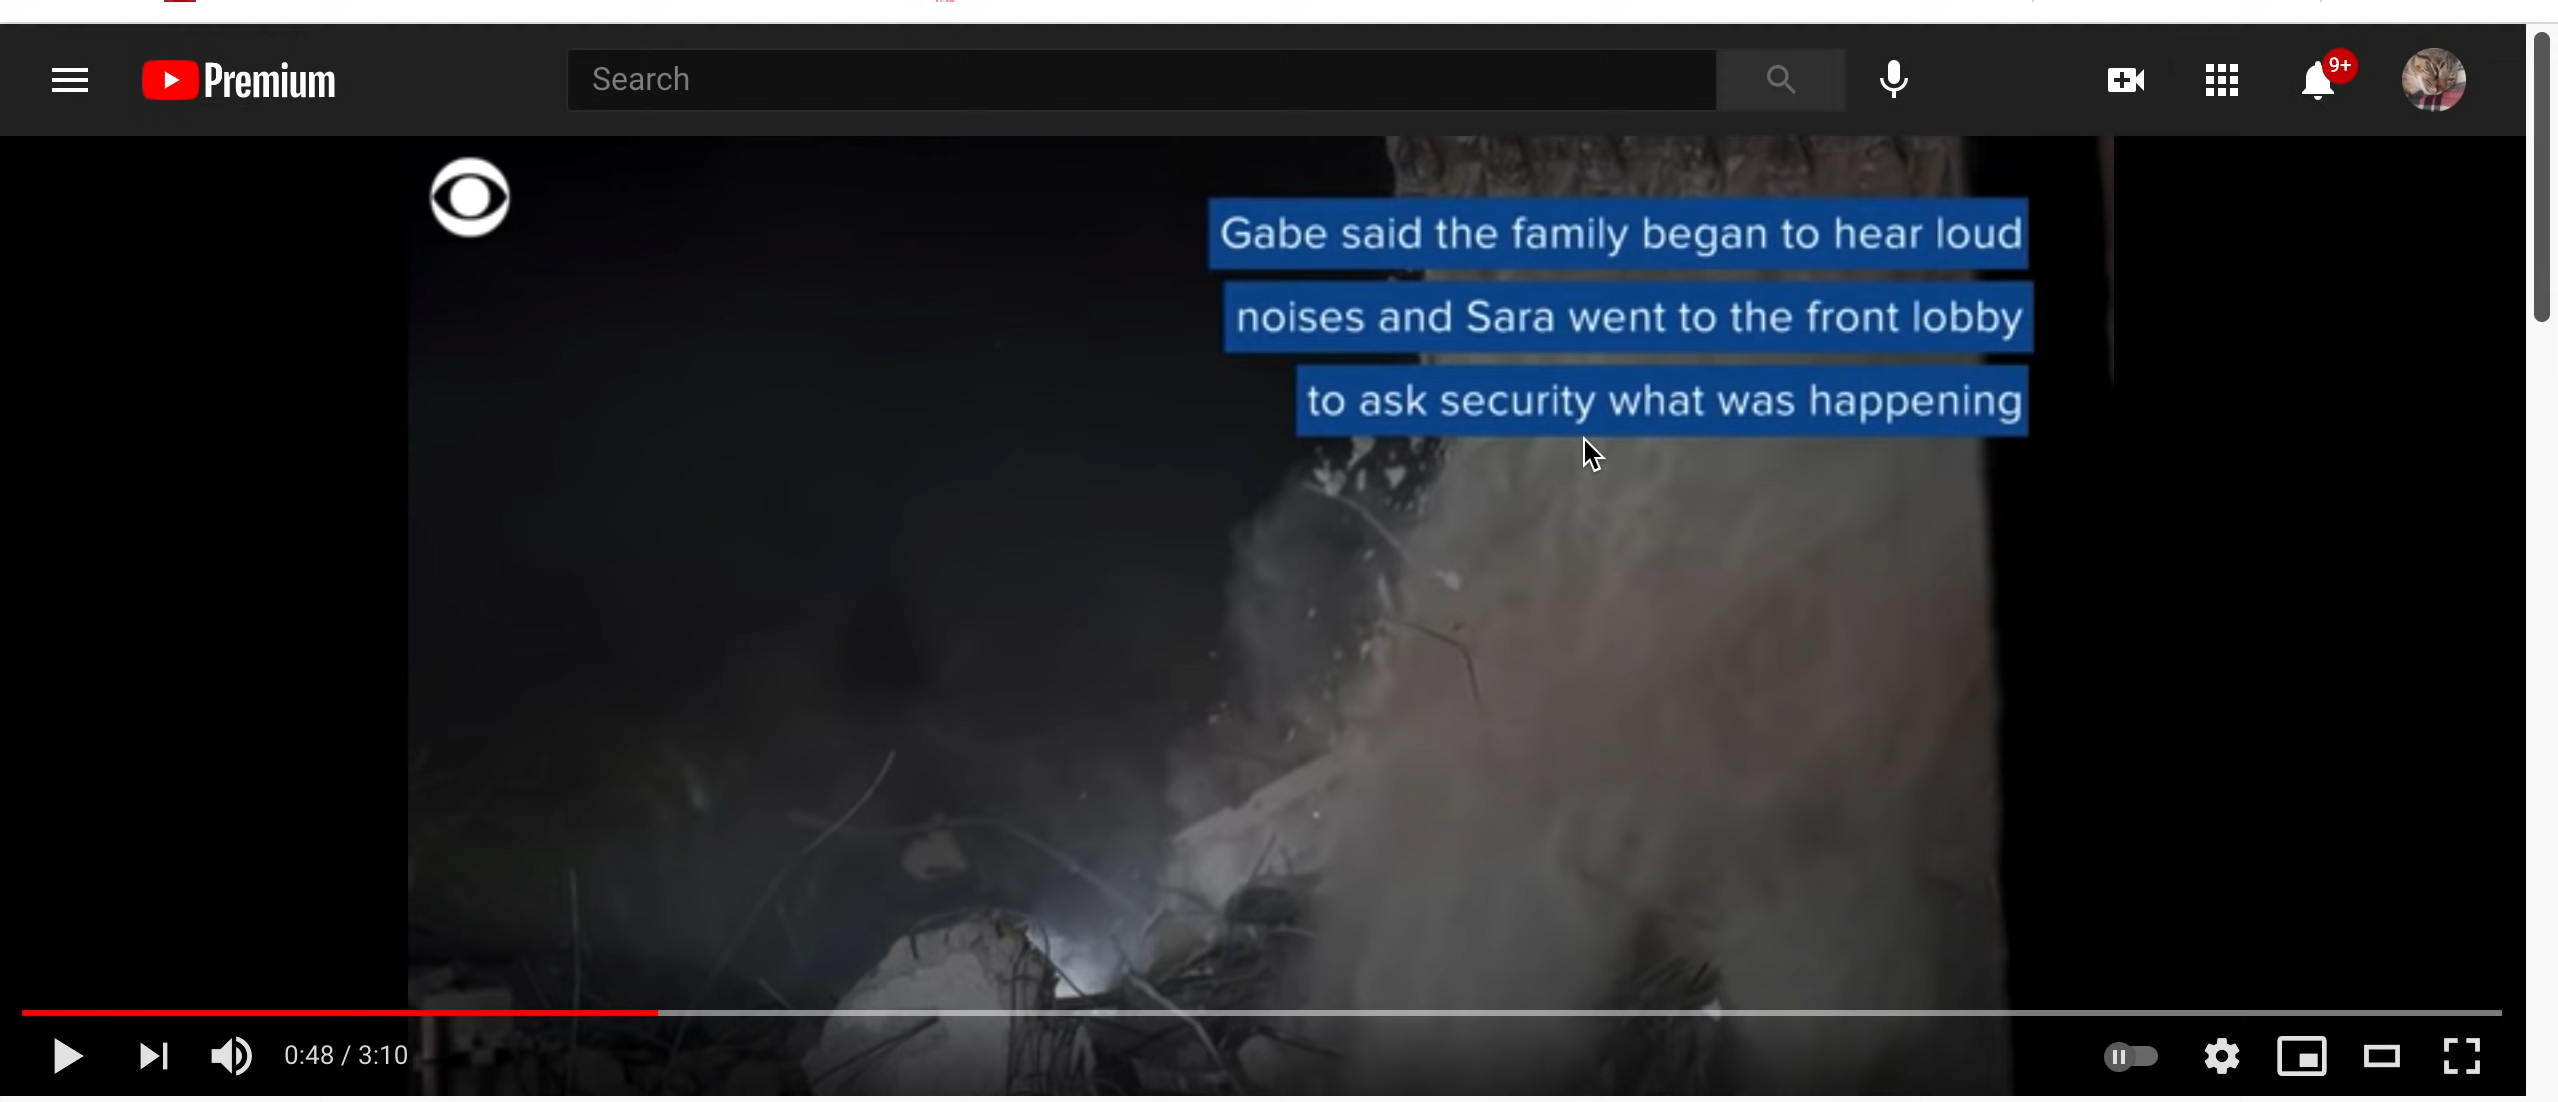 Premium
Search
9+
Gabe said the family began to hear loud
noises and Sara went to the front lobby
to ask security what was happening
0:48 / 3:10